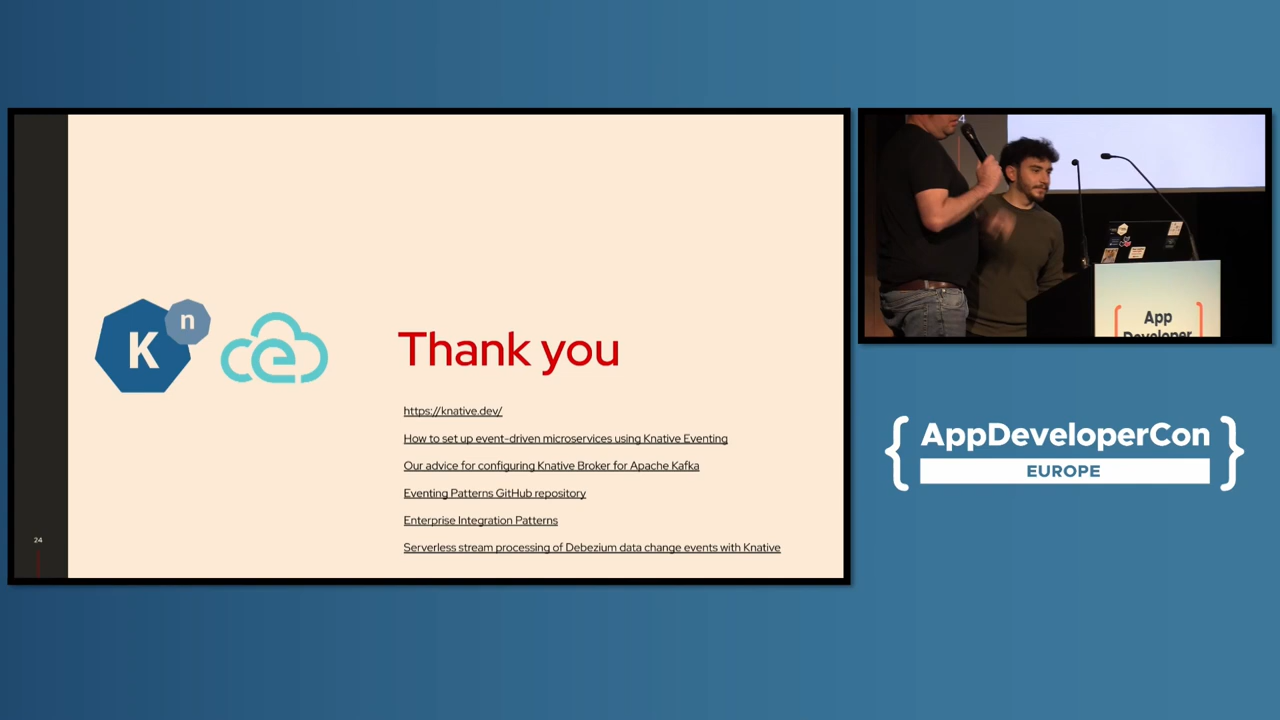 K
n
e
Thank you
https://knative.dev/
How to set up event-driven microservices using Knative Eventing
Our advice for configuring Knative Broker for Apache Kafka
Eventing Patterns GitHub repository
Enterprise Integration Patterns
Serverless stream processing of Debezium data change events with Knative
24
4
[ App
Developer
{ AppDeveloperCon }
EUROPE